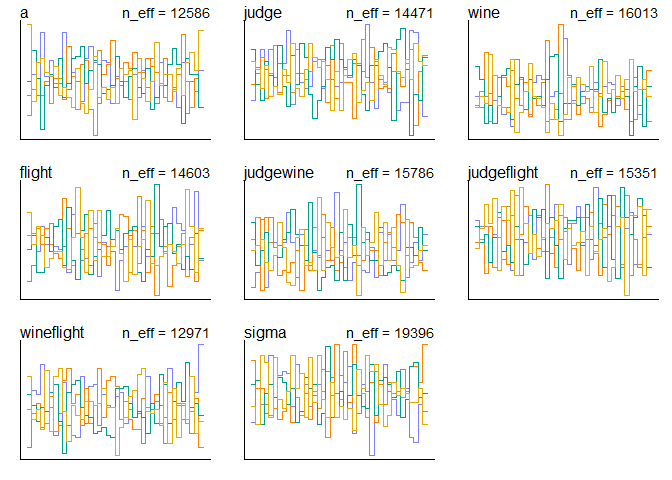 a n_eff = 12586
judge n_eff = 14471
wine n_eff = 16013
flight n_eff = 14603
judgewine n_eff = 15786
judgeflight n_eff = 15351
wineflight n_eff = 12971
sigma n_eff = 19396